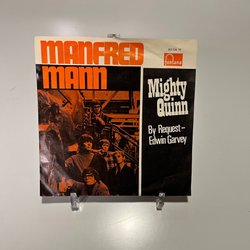 MANFRED
MANN
fontana
Mighty
Quinn
By Request –
Edwin Garvey